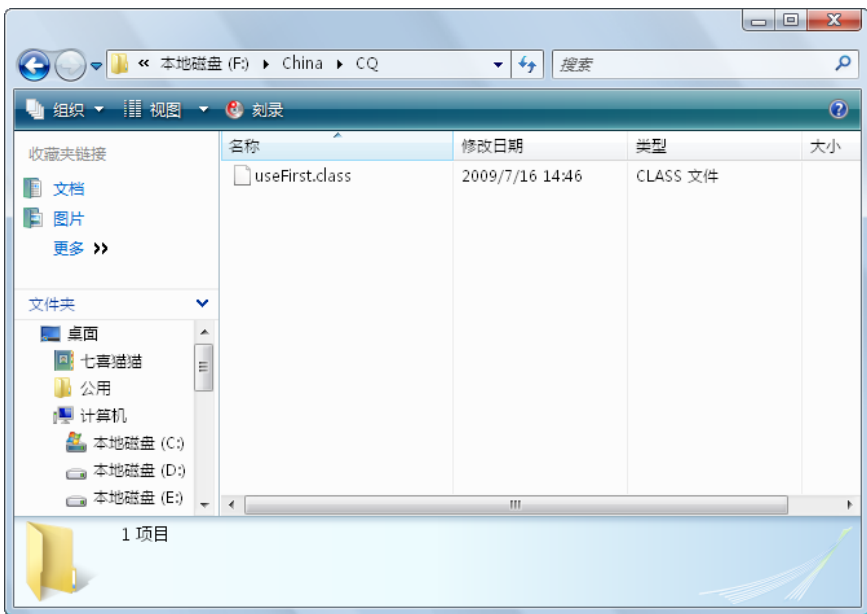 « 本地磁盘 (F:) China CQ 搜索
组织 视图 刻录
收藏夹链接
文档
图片
更多 »
文件夹
桌面
七喜猫猫
公用
计算机
本地磁盘 (C:)
本地磁盘 (D:)
本地磁盘 (E:)
名称 修改日期 类型 大小
useFirst.class 2009/7/16 14:46 CLASS 文件
1 项目